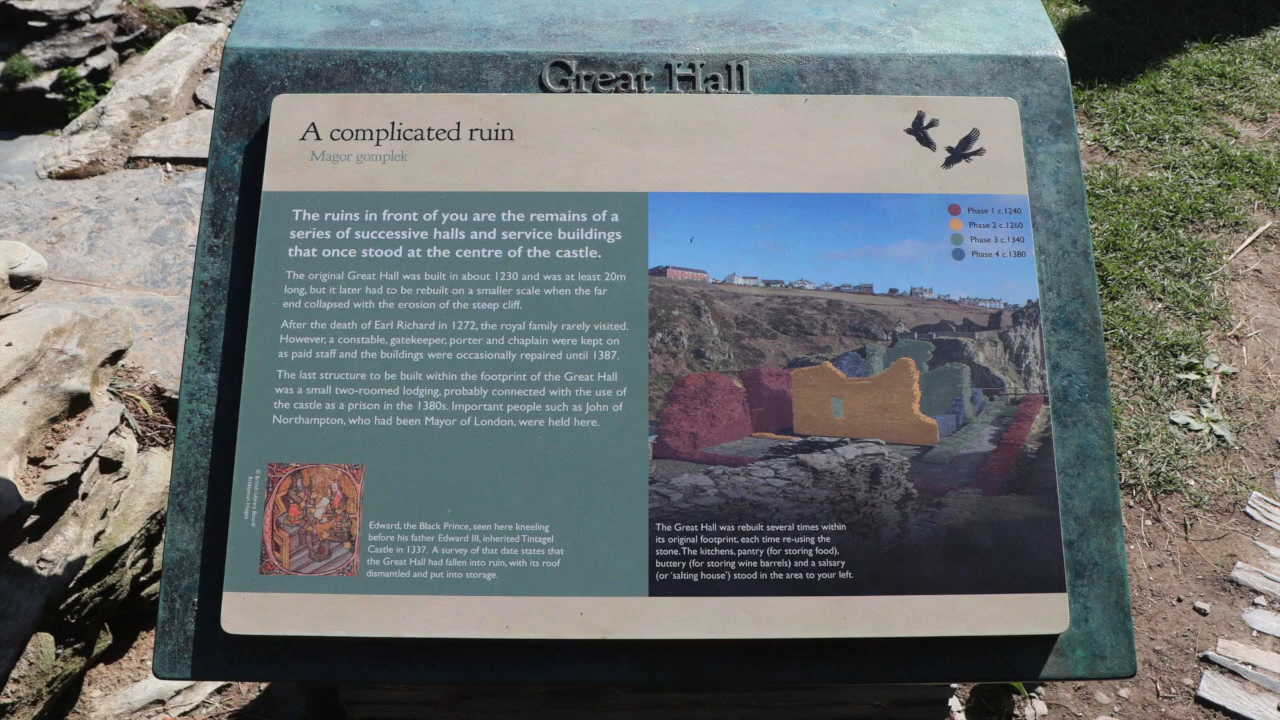 Great Hall
A complicated ruin
Magor gomplek
The ruins in front of you are the remains of a
series of successive halls and service buildings
that once stood at the centre of the castle.
The original Great Hall was built in about 1230 and was at least 20m
long, but it later had to be rebuilt on a smaller scale when the far
end collapsed with the erosion of the steep cliff.
After the death of Earl Richard in 1272, the royal family rarely visited.
However, a constable, gatekeeper, porter and chaplain were kept on
as paid staff and the buildings were occasionally repaired until 1387.
The last structure to be built within the footprint of the Great Hall
was a small two-roomed lodging, probably connected with the use of
the castle as a prison in the 1380s. Important people such as John of
Northampton, who had been Mayor of London, were held here.
© British Library Board/
Bridgeman Images
Edward, the Black Prince, seen here kneeling
before his father Edward III, inherited Tintagel
Castle in 1337. A survey of that date states that
the Great Hall had fallen into ruin, with its roof
dismantled and put into storage.
Phase 1 c.1240
Phase 2 c.1260
Phase 3 c.1340
Phase 4 c.1380
The Great Hall was rebuilt several times within
its original footprint, each time re-using the
stone. The kitchens, pantry (for storing food),
buttery (for storing wine barrels) and a salsary
(or 'salting house') stood in the area to your left.